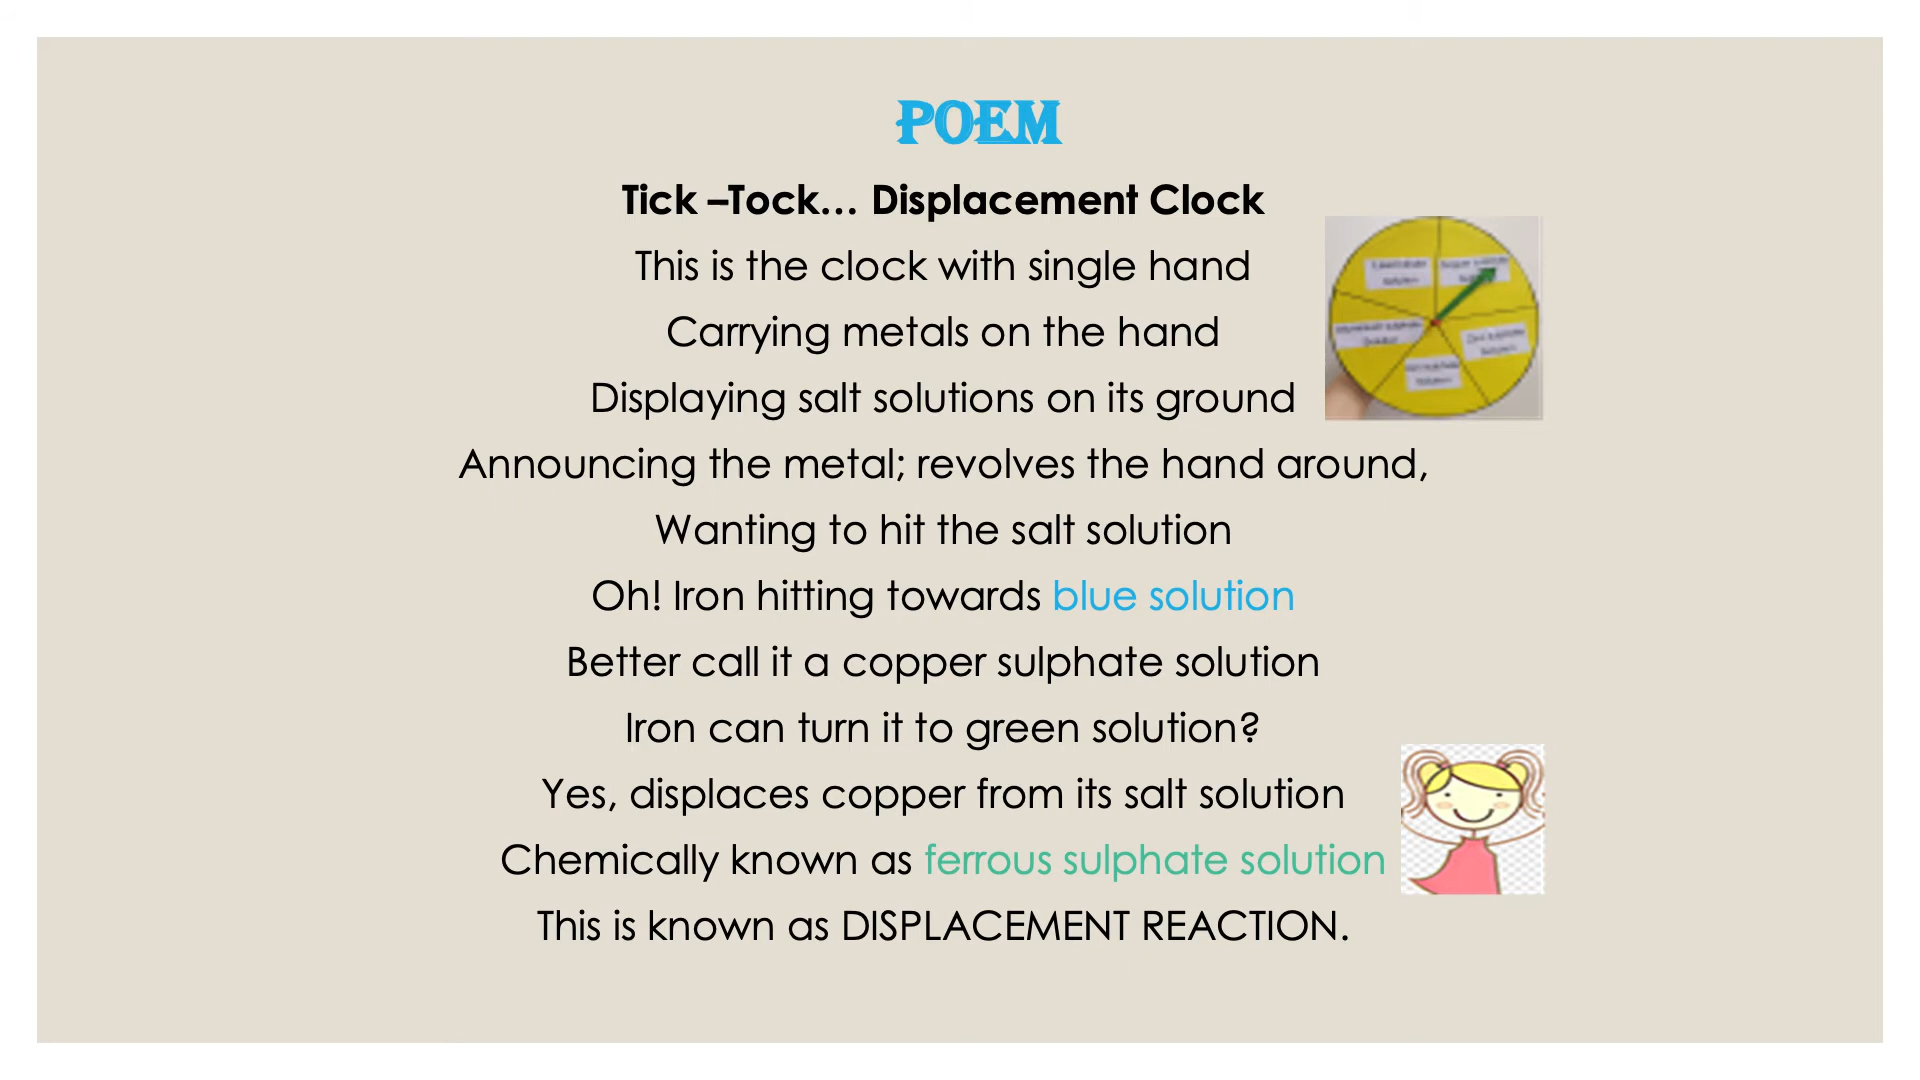 POEM
Tick –Tock… Displacement Clock
This is the clock with single hand
Carrying metals on the hand
Displaying salt solutions on its ground
Announcing the metal; revolves the hand around,
Wanting to hit the salt solution
Oh! Iron hitting towards blue solution
Better call it a copper sulphate solution
Iron can turn it to green solution?
Yes, displaces copper from its salt solution
Chemically known as ferrous sulphate solution
This is known as DISPLACEMENT REACTION.